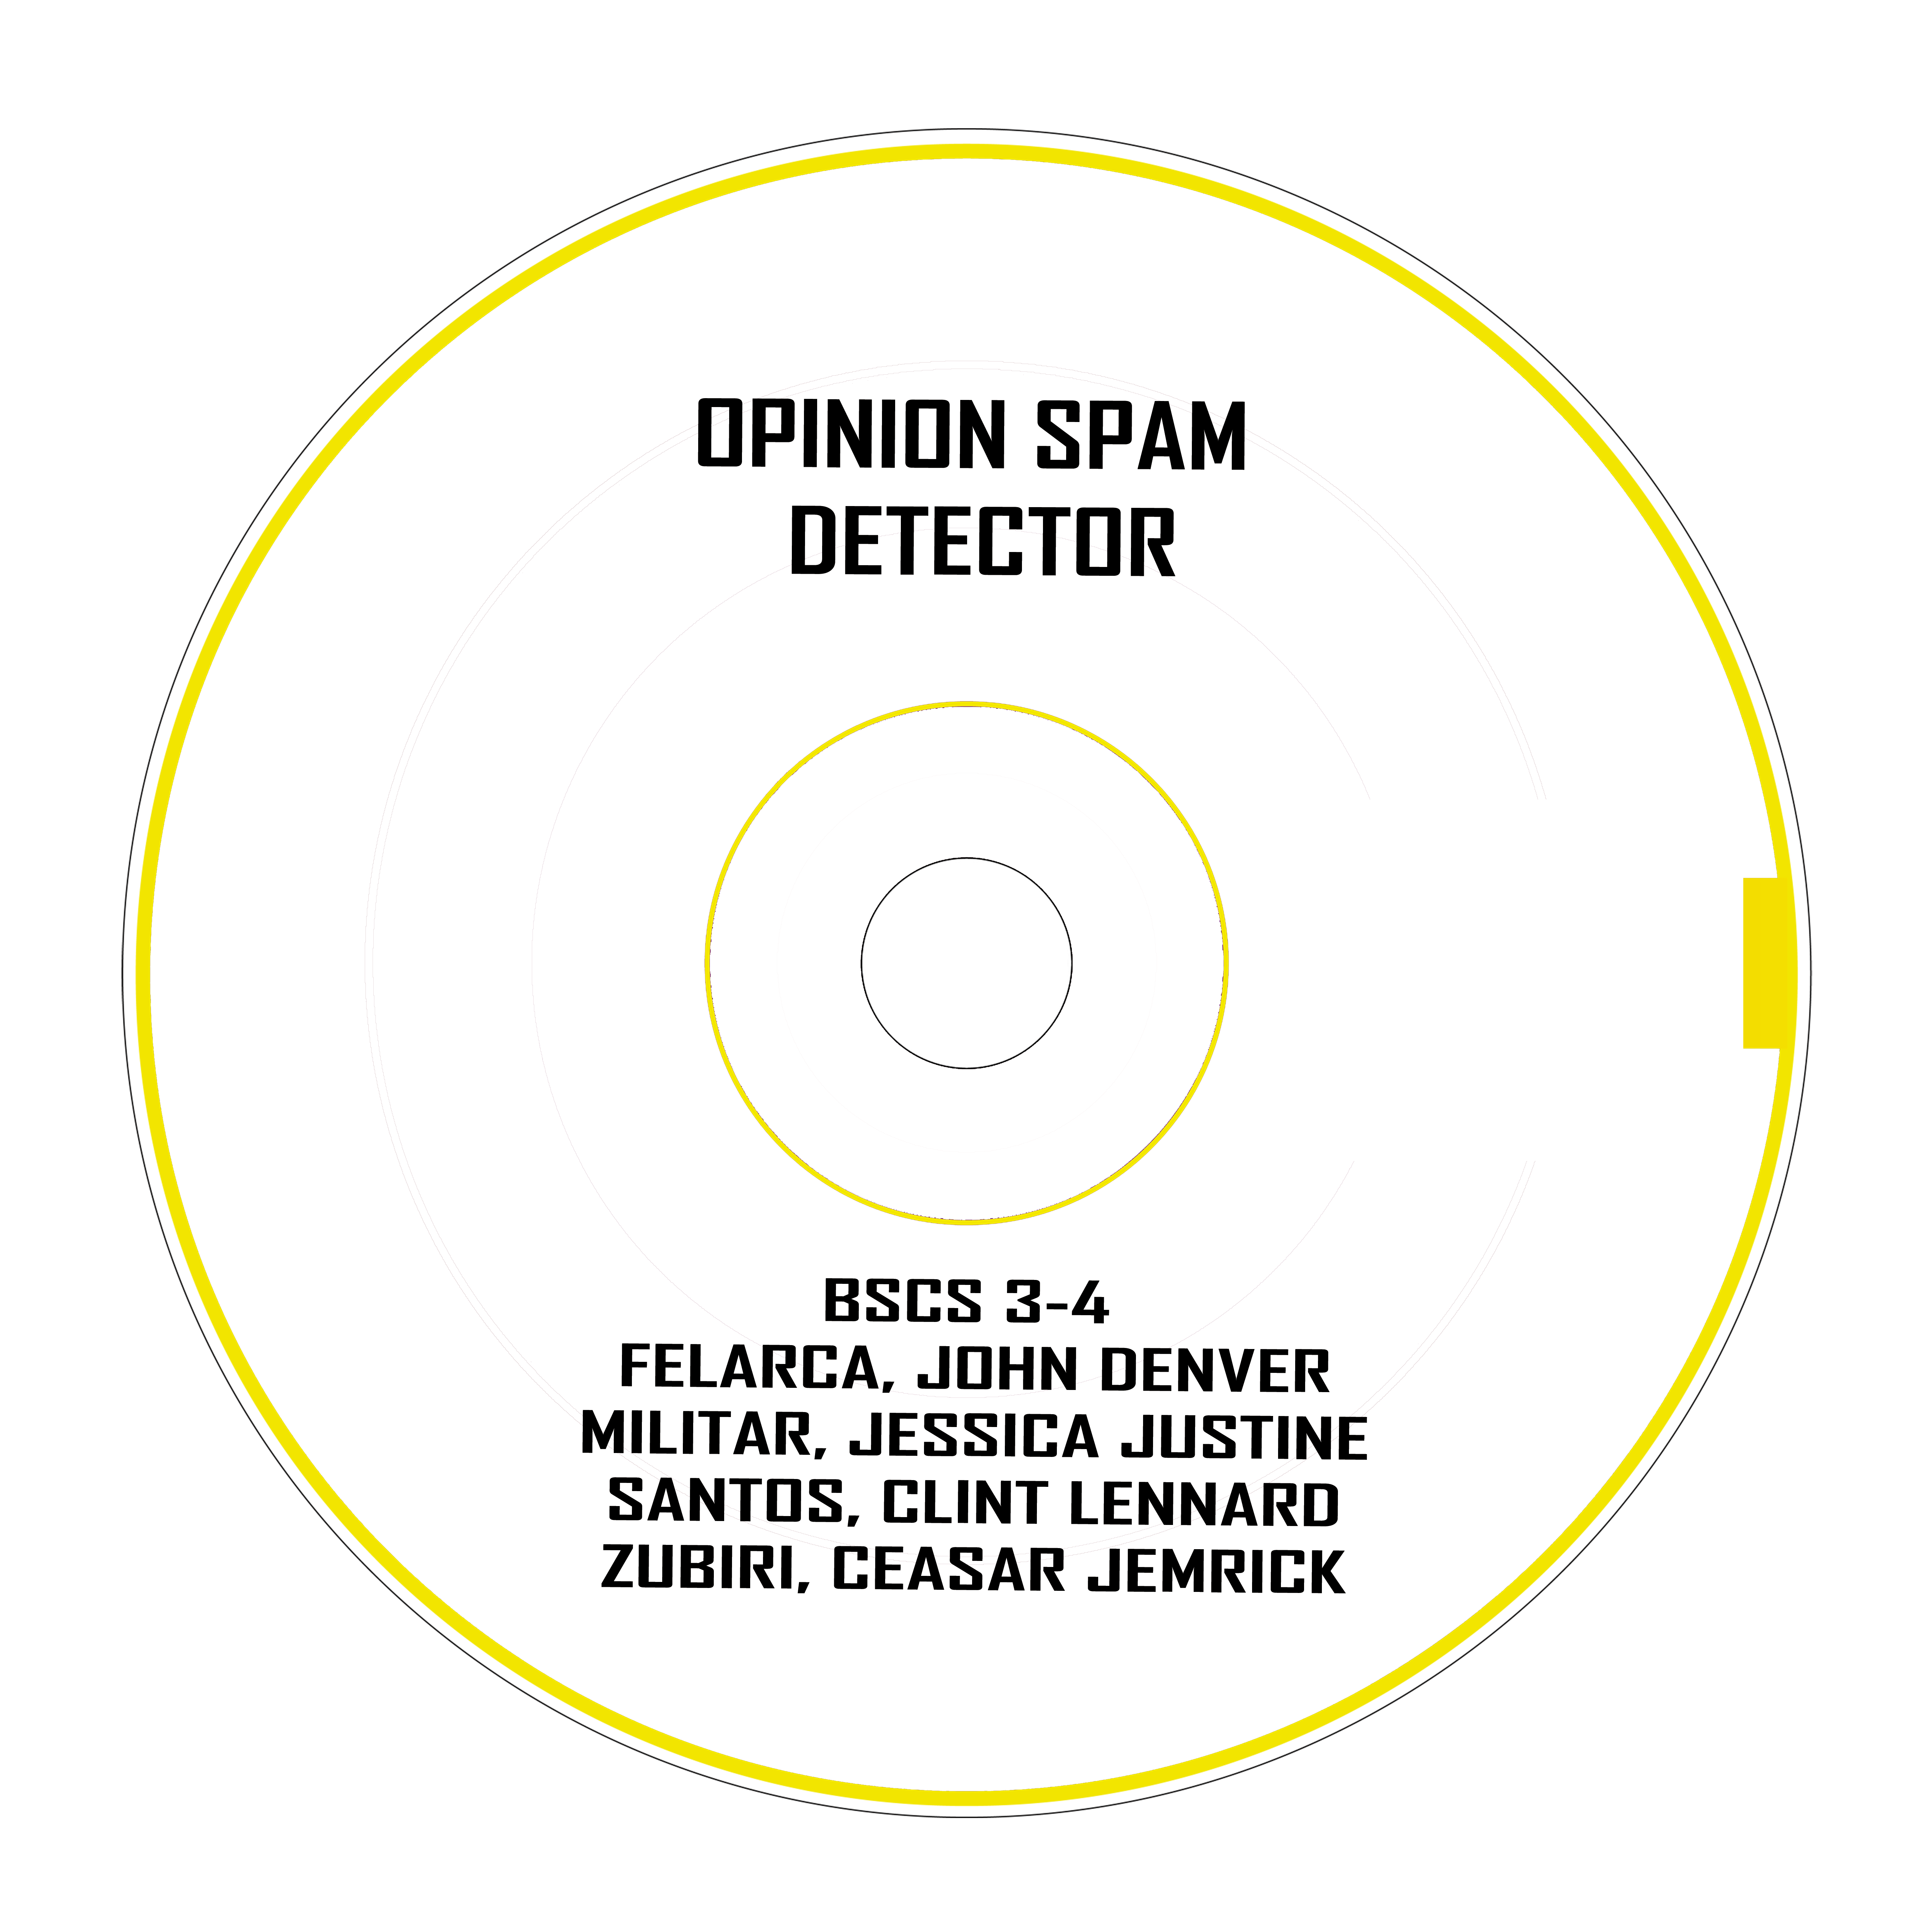 OPINION SPAM
DETECTOR
BSCS 3-4
FELARCA, JOHN DENVER
MILITAR, JESSICA JUSTINE
SANTOS, CLINT LENNARD
ZUBIRI, CEASAR JEMRICK